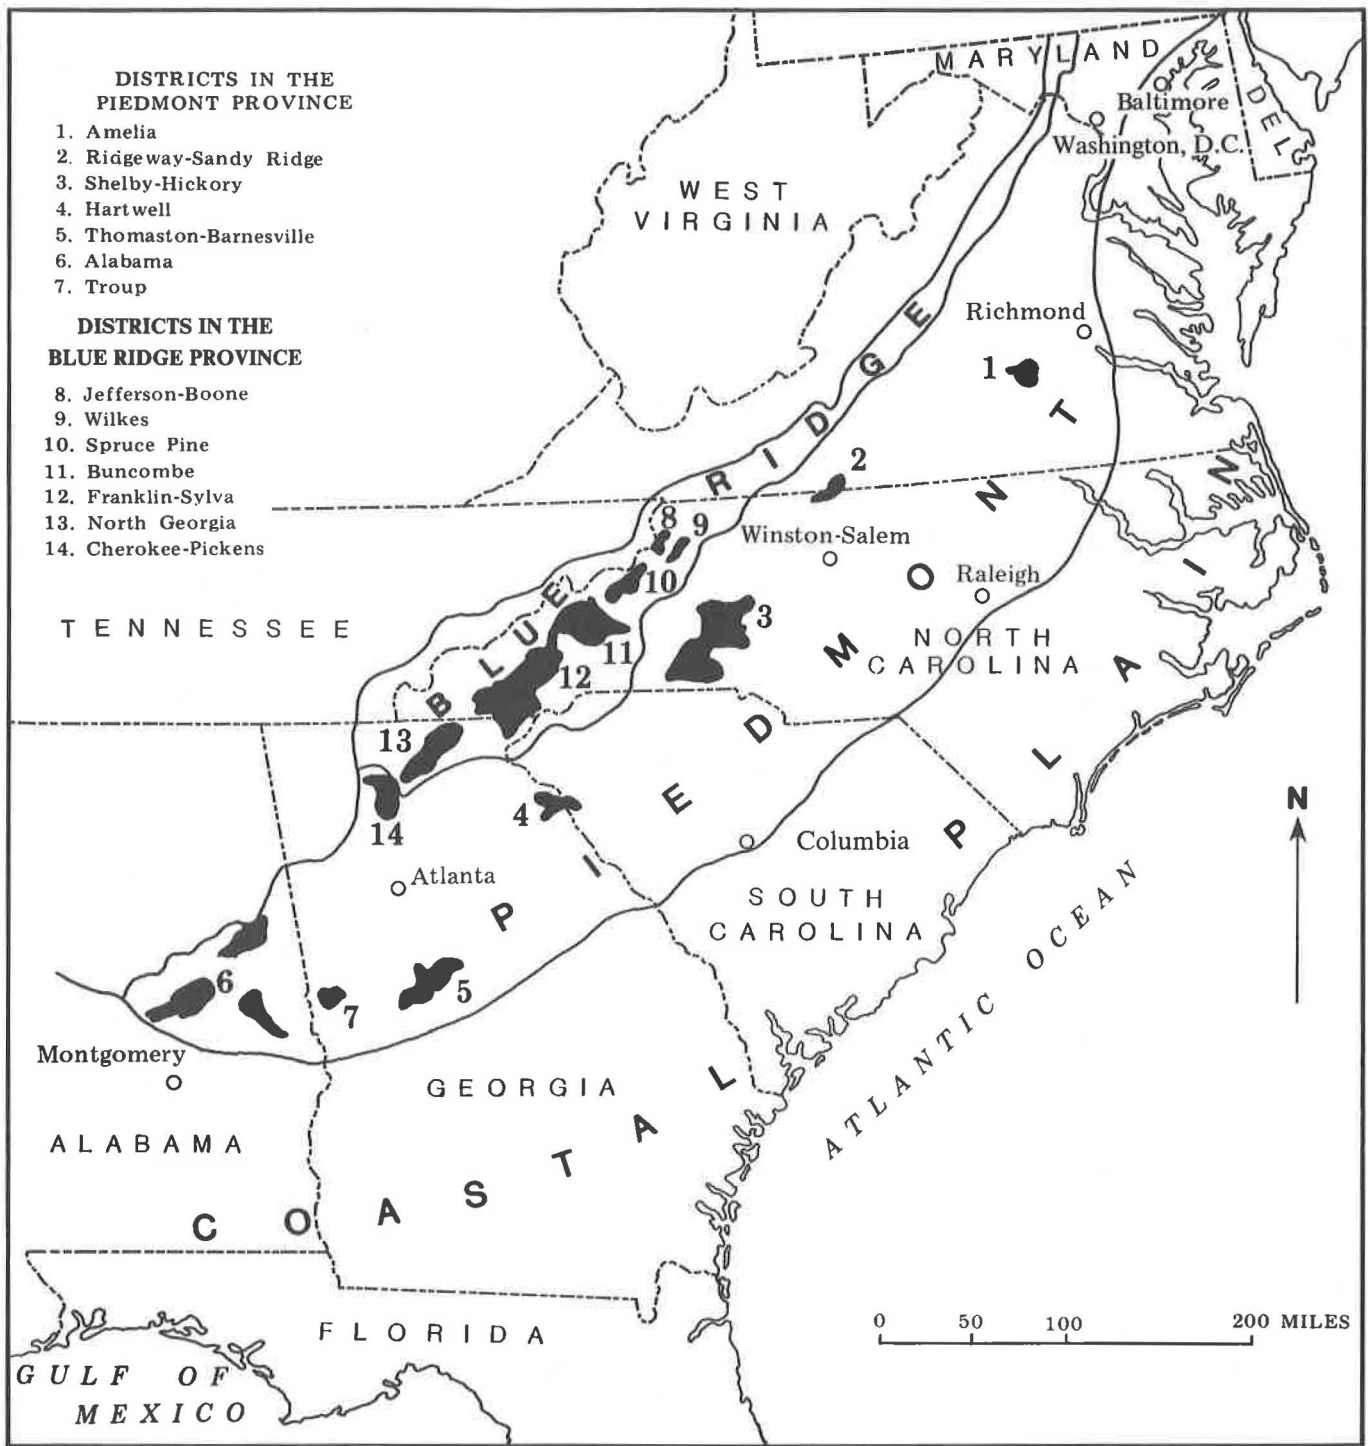 DISTRICTS IN THE
PIEDMONT PROVINCE
1. Amelia
2. Ridgeway-Sandy Ridge
3. Shelby-Hickory
4. Hartwell
5. Thomaston-Barnesville
6. Alabama
7. Troup
DISTRICTS IN THE
BLUE RIDGE PROVINCE
8. Jefferson-Boone
9. Wilkes
10. Spruce Pine
11. Buncombe
12. Franklin-Sylva
13. North Georgia
14. Cherokee-Pickens
MARYLAND
Baltimore
DEL
Washington, D.C.
WEST
VIRGINIA
Richmond
1
2
8
9
Winston-Salem
10
Raleigh
TENNESSEE
3
NORTH
CAROLINA
11
12
BLUE RIDGE
13
PIEDMONT
4
14
N
Columbia
Atlanta
SOUTH
CAROLINA
6
5
7
Montgomery
GEORGIA
ATLANTIC OCEAN
ALABAMA
COASTAL PLAIN
FLORIDA
0 50 100 200 MILES
GULF OF
MEXICO